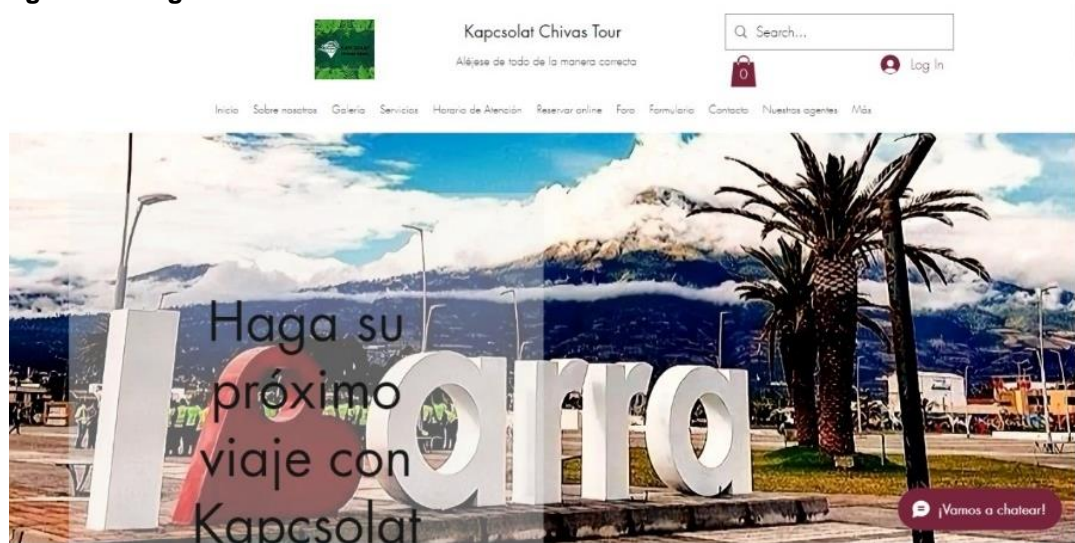 Kapcsolat Chivas Tour
Aléjese de todo de la manera correcta
Search...
0
Log In
Inicio Sobre nosotros Galería Servicios Horario de Atención Reservar online Foro Formulario Contacto Nuestros agentes Más
Haga su
próximo
viaje con
Kapcsolat
Ibarra
¡Vamos a chatear!